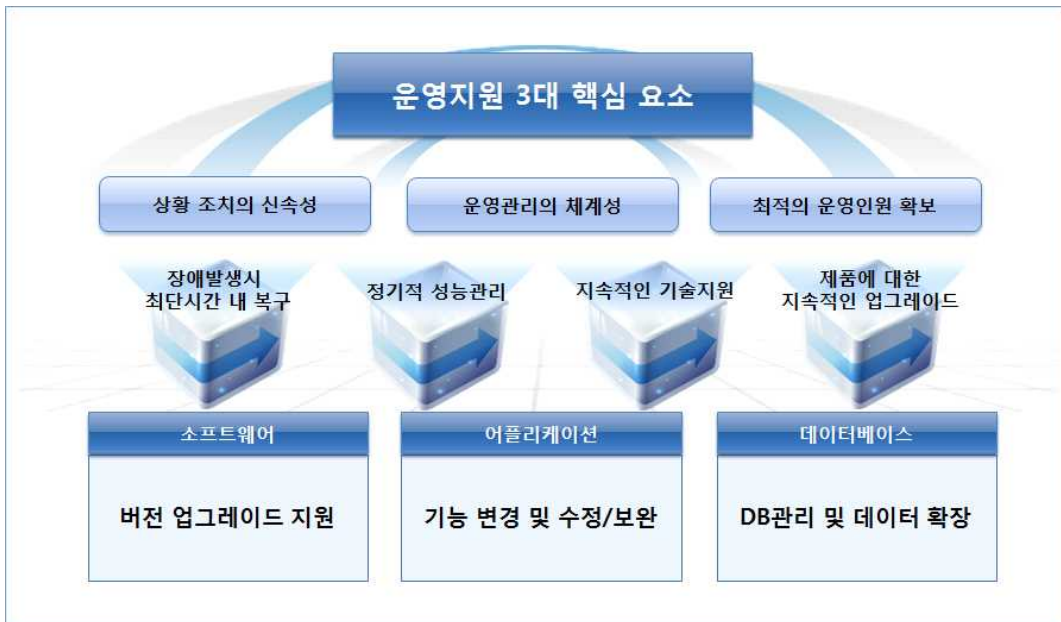 운영지원 3대 핵심 요소
상황 조치의 신속성
운영관리의 체계성
최적의 운영인원 확보
장애발생시
최단시간 내 복구
정기적 성능관리
지속적인 기술지원
제품에 대한
지속적인 업그레이드
소프트웨어
어플리케이션
데이터베이스
버전 업그레이드 지원
기능 변경 및 수정/보완
DB관리 및 데이터 확장